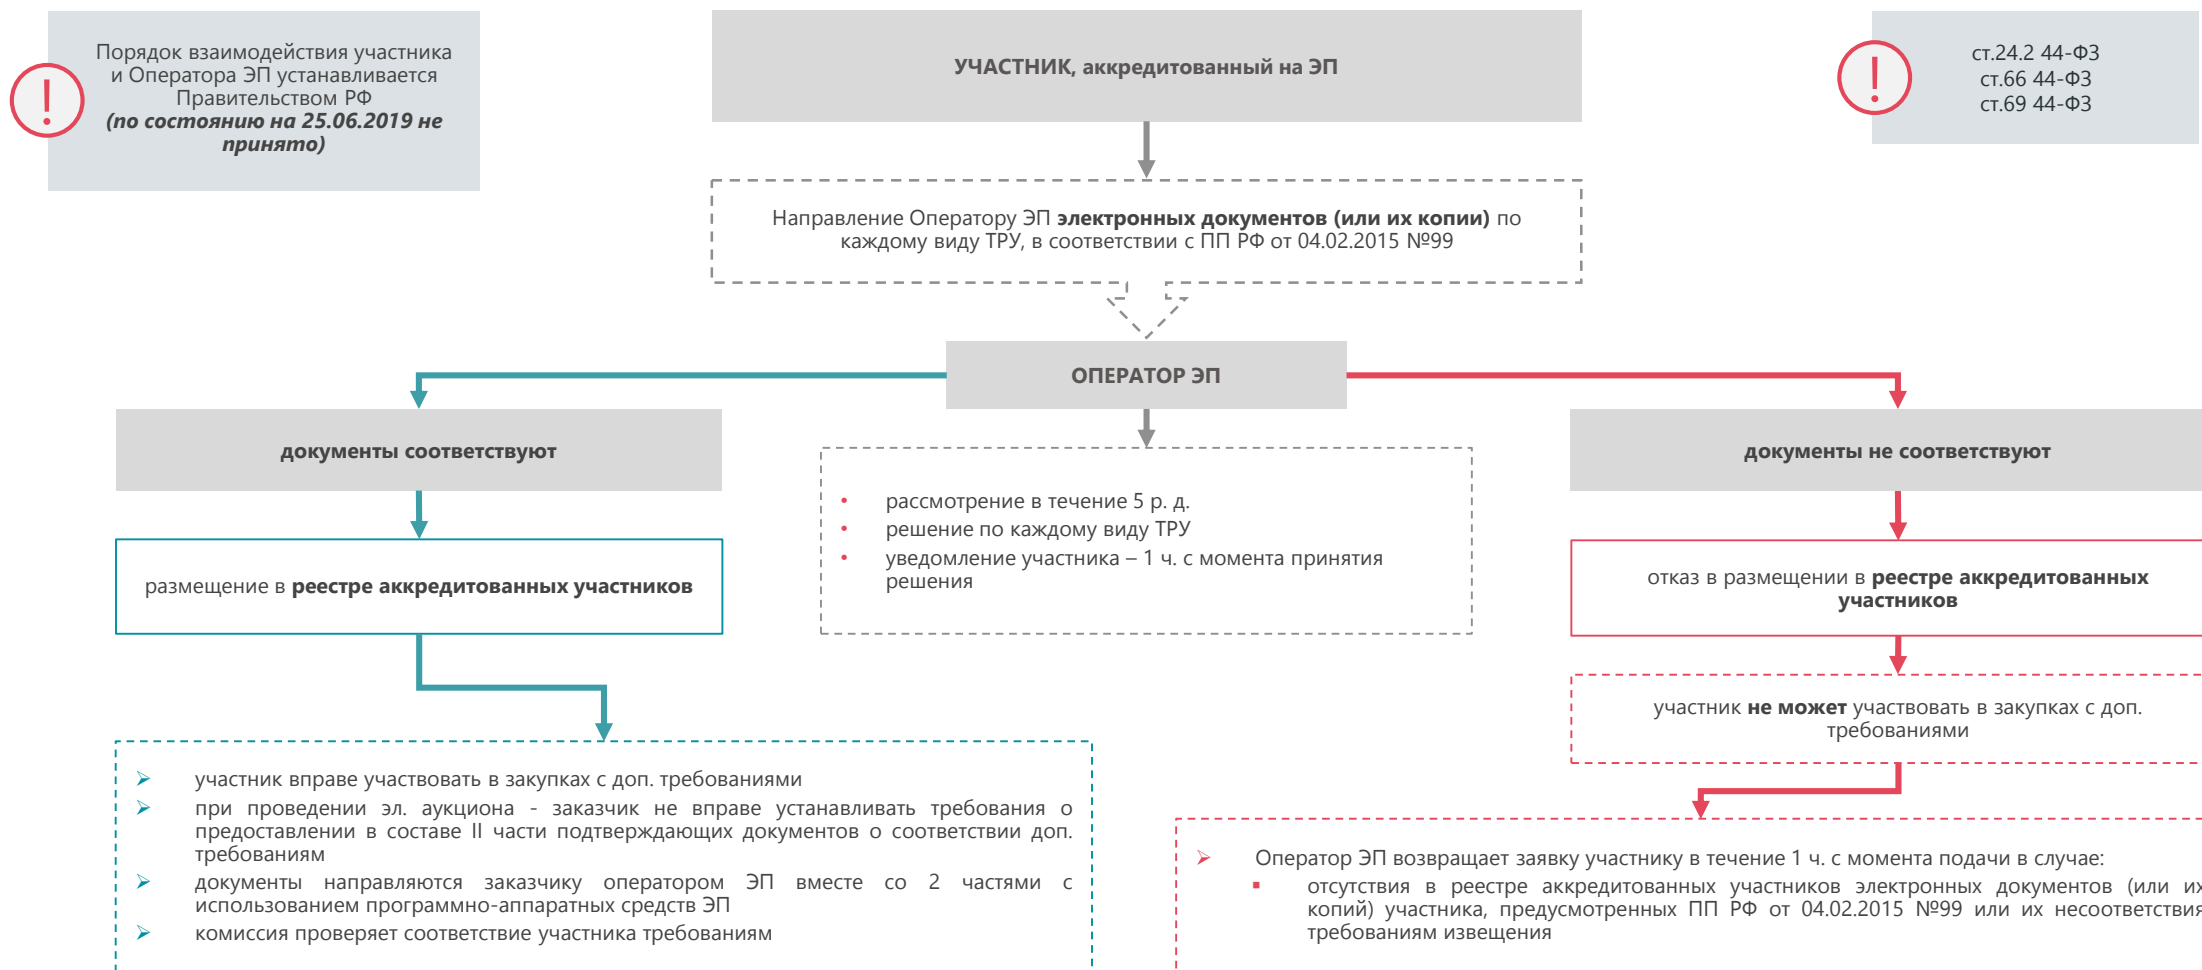 Порядок взаимодействия участника
и Оператора ЭП устанавливается
Правительством РФ
(по состоянию на 25.06.2019 не
принято)
УЧАСТНИК, аккредитованный на ЭП
ст.24.2 44-ФЗ
ст.66 44-ФЗ
ст.69 44-ФЗ
Направление Оператору ЭП электронных документов (или их копии) по
каждому виду ТРУ, в соответствии с ПП РФ от 04.02.2015 №99
ОПЕРАТОР ЭП
документы соответствуют
документы не соответствуют
• рассмотрение в течение 5 р. д.
• решение по каждому виду ТРУ
• уведомление участника – 1 ч. с момента принятия
решения
размещение в реестре аккредитованных участников
отказ в размещении в реестре аккредитованных
участников
участник не может участвовать в закупках с доп.
требованиями
участник вправе участвовать в закупках с доп. требованиями
при проведении эл. аукциона - заказчик не вправе устанавливать требования о
предоставлении в составе II части подтверждающих документов о соответствии доп.
требованиям
документы направляются заказчику оператором ЭП вместе со 2 частями с
использованием программно-аппаратных средств ЭП
комиссия проверяет соответствие участника требованиям
Оператор ЭП возвращает заявку участнику в течение 1 ч. с момента подачи в случае:
отсутствия в реестре аккредитованных участников электронных документов (или их
копий) участника, предусмотренных ПП РФ от 04.02.2015 №99 или их несоответствия
требованиям извещения